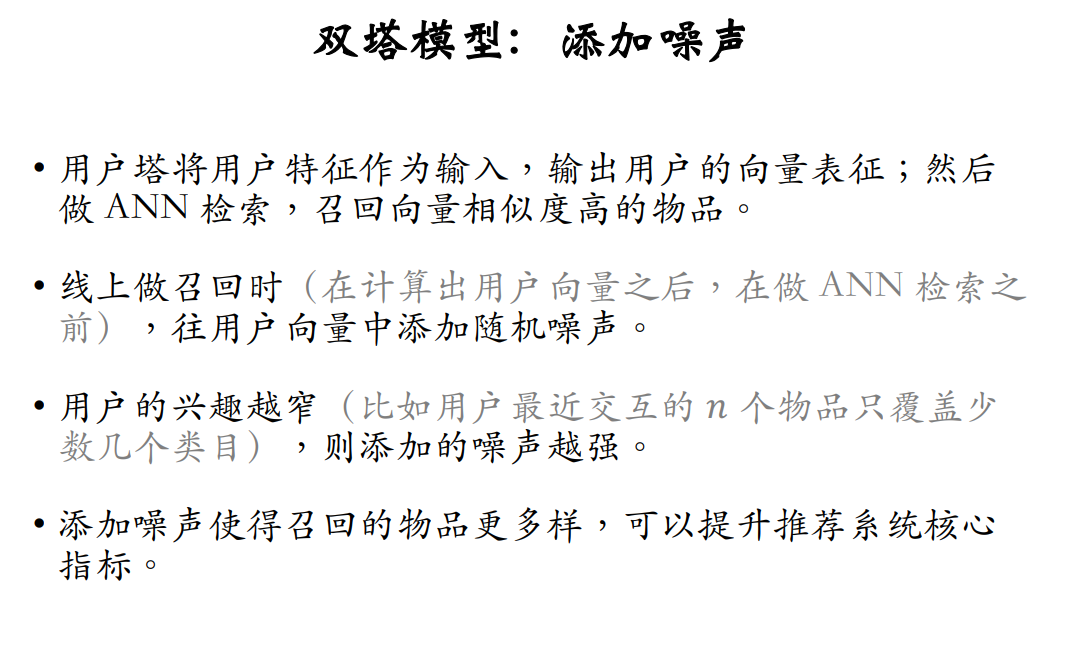 双塔模型：添加噪声
• 用户塔将用户特征作为输入，输出用户的向量表征；然后
做 ANN 检索，召回向量相似度高的物品。
• 线上做召回时（在计算出用户向量之后，在做 ANN 检索之
前），往用户向量中添加随机噪声。
• 用户的兴趣越窄（比如用户最近交互的 n 个物品只覆盖少
数几个类目），则添加的噪声越强。
• 添加噪声使得召回的物品更多样，可以提升推荐系统核心
指标。